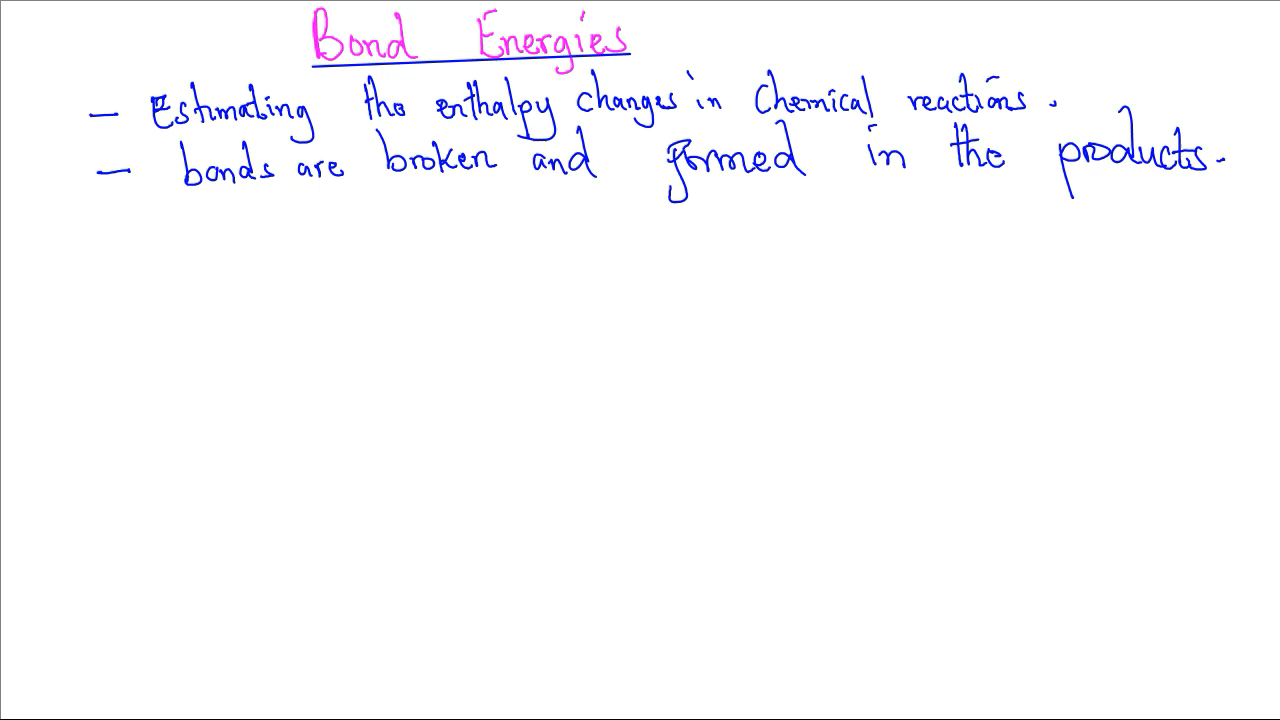 Bond Energies
- Estimating the enthalpy changes in Chemical reactions.
- bonds are broken and formed in the products.